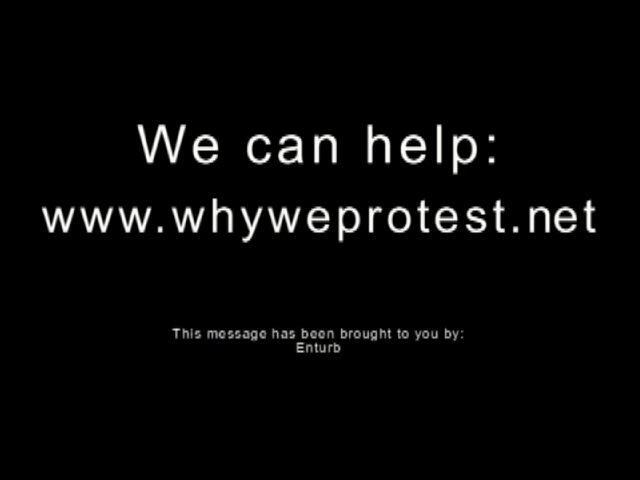 We can help:
www.whyweprotest.net
This message has been brought to you by:
Enturb